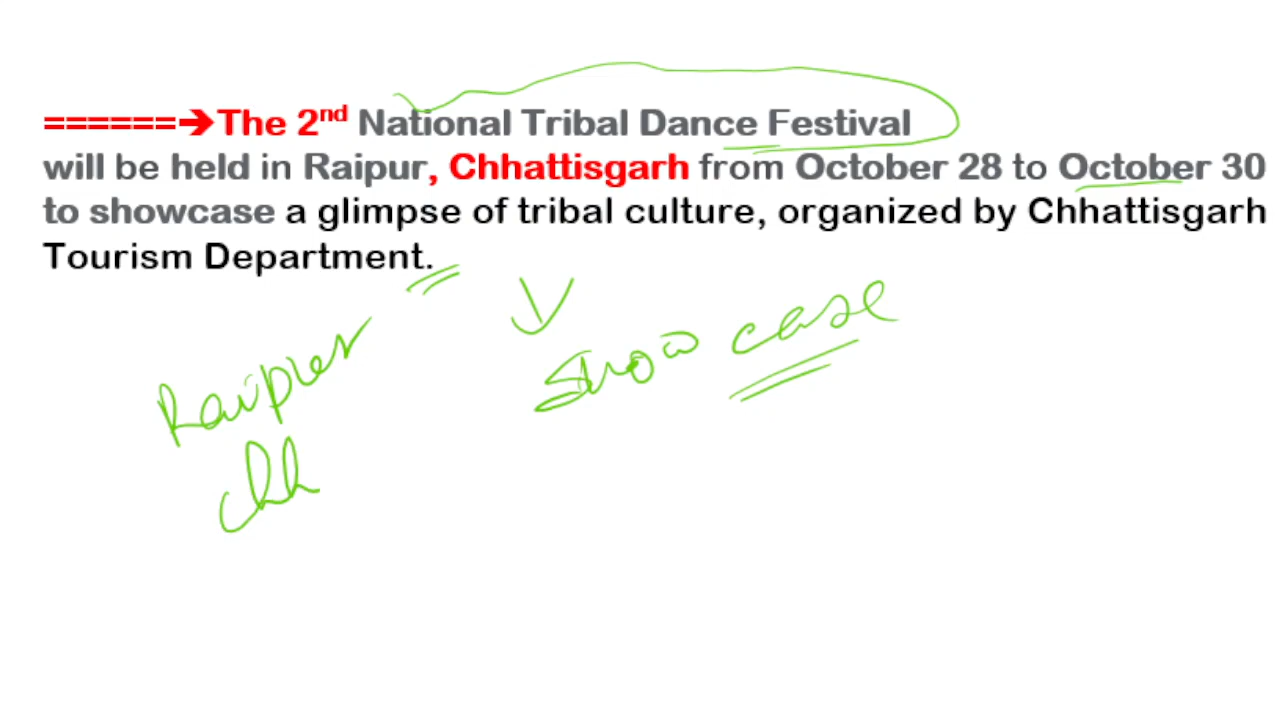 ======➔The 2nd National Tribal Dance Festival
will be held in Raipur, Chhattisgarh from October 28 to October 30
to showcase a glimpse of tribal culture, organized by Chhattisgarh
Tourism Department.
Show case
Raipur
Chh